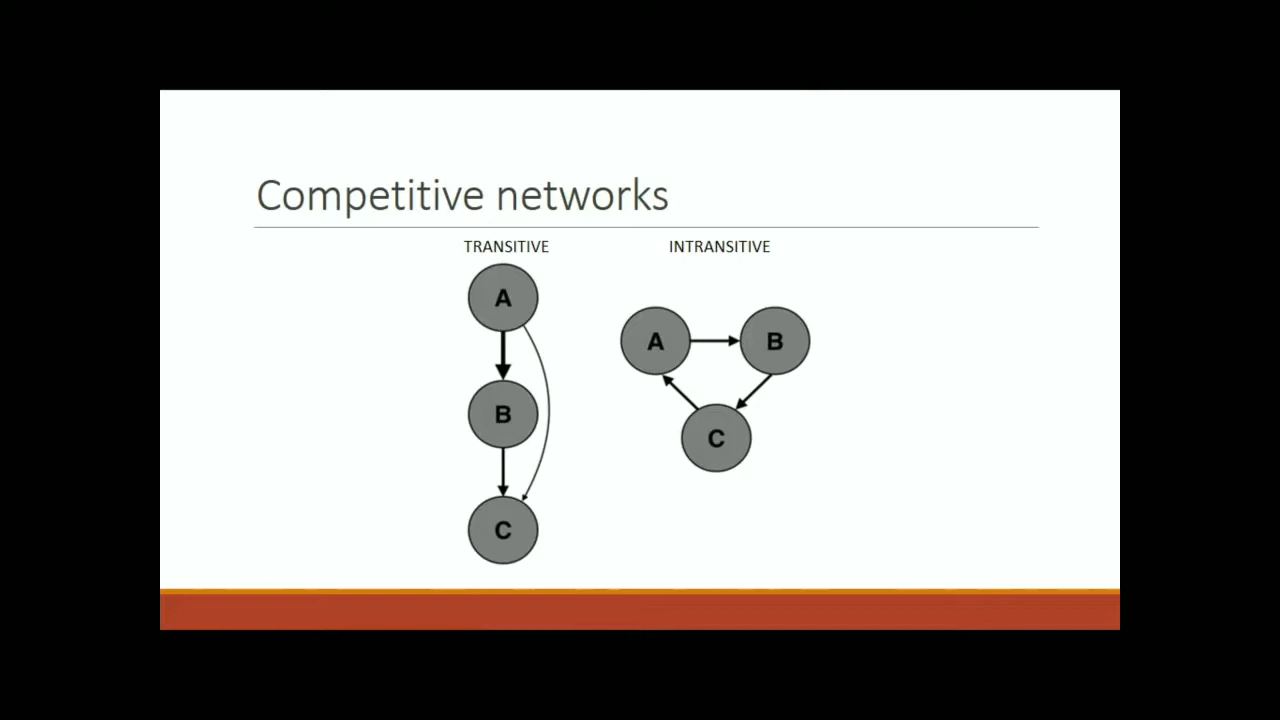 Competitive networks
TRANSITIVE
INTRANSITIVE
A
B
C
A
B
C